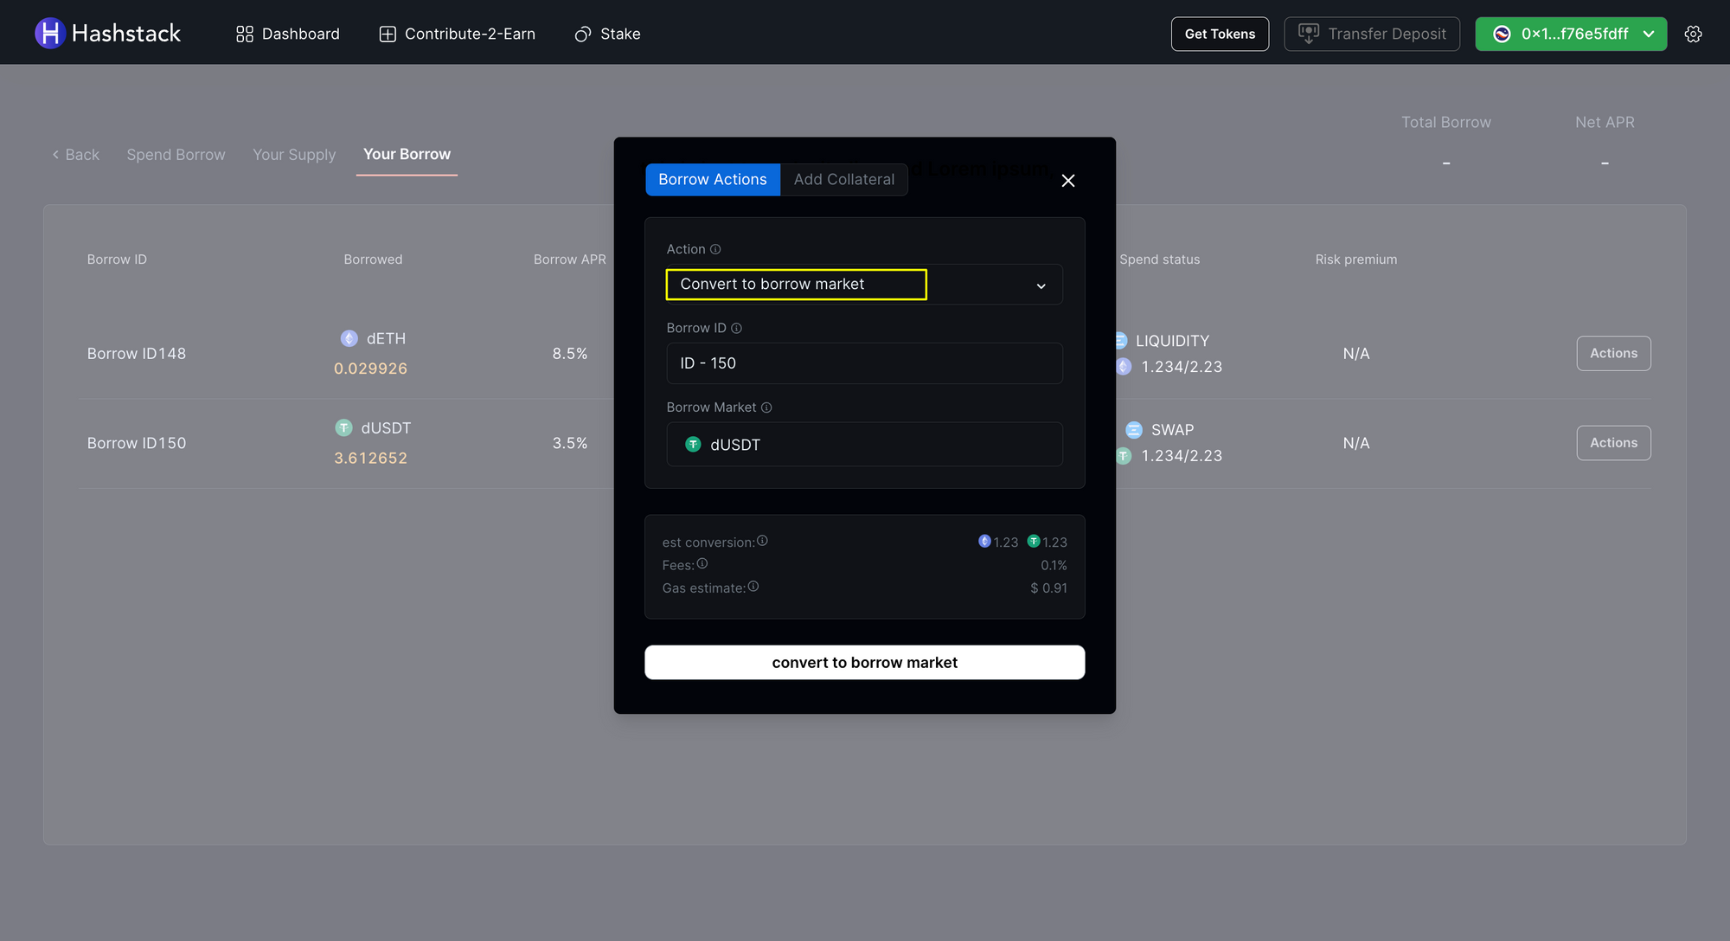 Hashstack Dashboard Contribute-2-Earn Stake Get Tokens Transfer Deposit 0x1...f76e5fdff
Total Borrow Net APR
- -
Back Spend Borrow Your Supply Your Borrow
Borrow Actions Add Collateral
Action
Convert to borrow market
Borrow ID
ID - 150
Borrow Market
dUSDT
est conversion: 1.23 1.23
Fees: 0.1%
Gas estimate: $ 0.91
convert to borrow market
Borrow ID Borrowed Borrow APR Spend status Risk premium
Borrow ID148 dETH 0.029926 8.5% LIQUIDITY 1.234/2.23 N/A Actions
Borrow ID150 dUSDT 3.612652 3.5% SWAP 1.234/2.23 N/A Actions